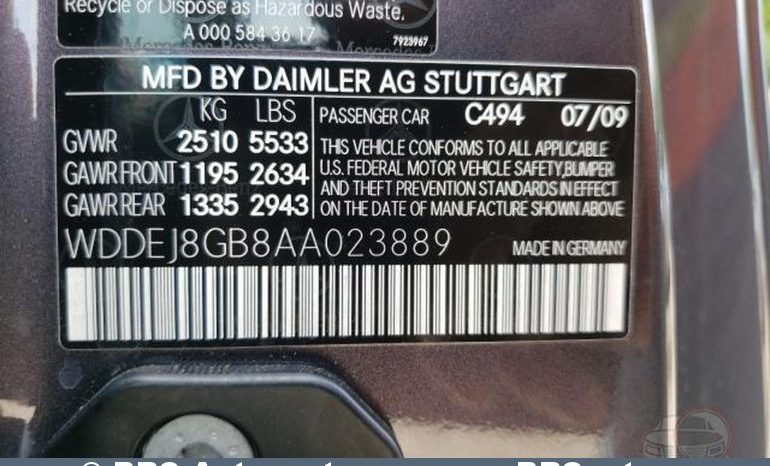 Recycle or Dispose as Hazardous Waste.
A 000 584 36 17
7923967
MFD BY DAIMLER AG STUTTGART
KG LBS PASSENGER CAR C494 07/09
GVWR 2510 5533
GAWR FRONT 1195 2634
GAWR REAR 1335 2943
THIS VEHICLE CONFORMS TO ALL APPLICABLE
U.S. FEDERAL MOTOR VEHICLE SAFETY,BUMPER
AND THEFT PREVENTION STANDARDS IN EFFECT
ON THE DATE OF MANUFACTURE SHOWN ABOVE
WDDEJ8GB8AA023889
MADE IN GERMANY